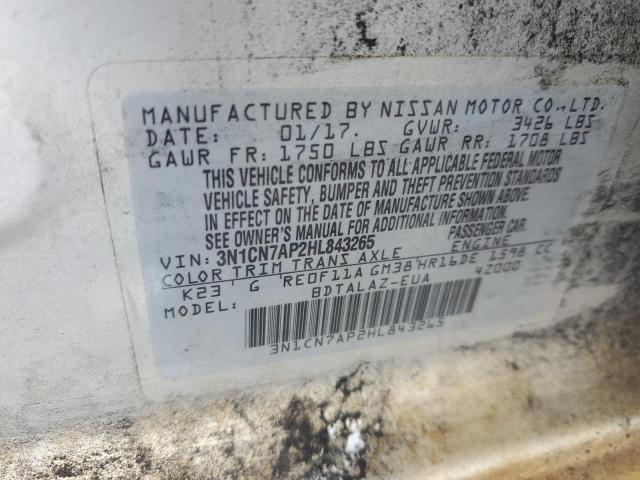 MANUFACTURED BY NISSAN MOTOR CO., LTD.
DATE: 01/17. GVWR: 3426 LBS
GAWR FR: 1750 LBS GAWR RR: 1708 LBS
THIS VEHICLE CONFORMS TO ALL APPLICABLE FEDERAL MOTOR
VEHICLE SAFETY, BUMPER AND THEFT PREVENTION STANDARDS
IN EFFECT ON THE DATE OF MANUFACTURE SHOWN ABOVE.
SEE OWNER'S MANUAL FOR ADDITIONAL INFORMATION.
VIN: 3N1CN7AP2HL843265 PASSENGER CAR
COLOR TRIM TRANS AXLE ENGINE
K23 G RE0F11A GM38 HR16DE 1598 CC
MODEL: BDTALAZ-EUA 42000
3N1CN7AP2HL843265